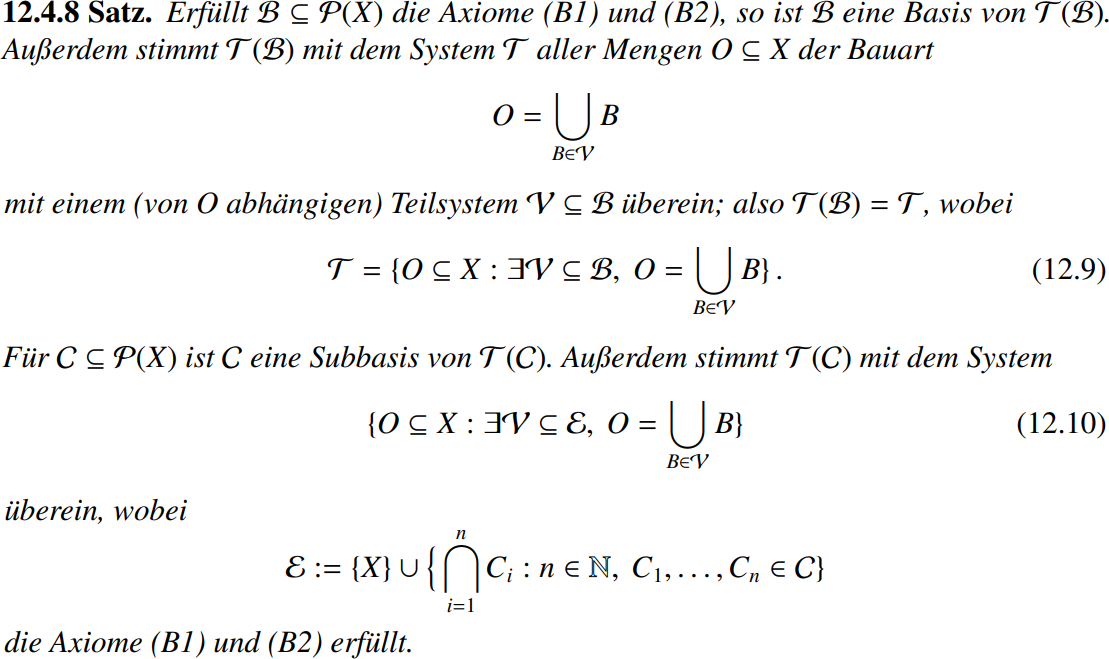 12.4.8 Satz. Erfüllt ℬ ⊆ 𝒫(X) die Axiome (B1) und (B2), so ist ℬ eine Basis von 𝒯(ℬ).
Außerdem stimmt 𝒯(ℬ) mit dem System 𝒯 aller Mengen O ⊆ X der Bauart
O = ⋃_{B∈𝒱} B
mit einem (von O abhängigen) Teilsystem 𝒱 ⊆ ℬ überein; also 𝒯(ℬ) = 𝒯, wobei
𝒯 = {O ⊆ X : ∃𝒱 ⊆ ℬ, O = ⋃_{B∈𝒱} B} . (12.9)
Für 𝒞 ⊆ 𝒫(X) ist 𝒞 eine Subbasis von 𝒯(𝒞). Außerdem stimmt 𝒯(𝒞) mit dem System
{O ⊆ X : ∃𝒱 ⊆ ℰ, O = ⋃_{B∈𝒱} B} (12.10)
überein, wobei
ℰ := {X} ∪ {⋂_{i=1}^{n} C_i : n ∈ ℕ, C_1, . . . , C_n ∈ 𝒞}
die Axiome (B1) und (B2) erfüllt.